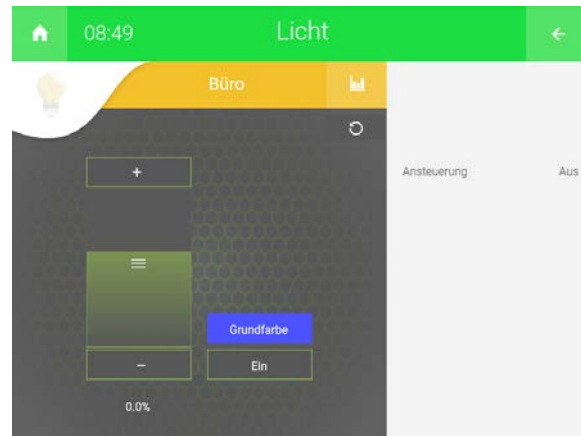 08:49
Licht
Büro
+
Ansteuerung Aus
Grundfarbe
– Ein
0.0%